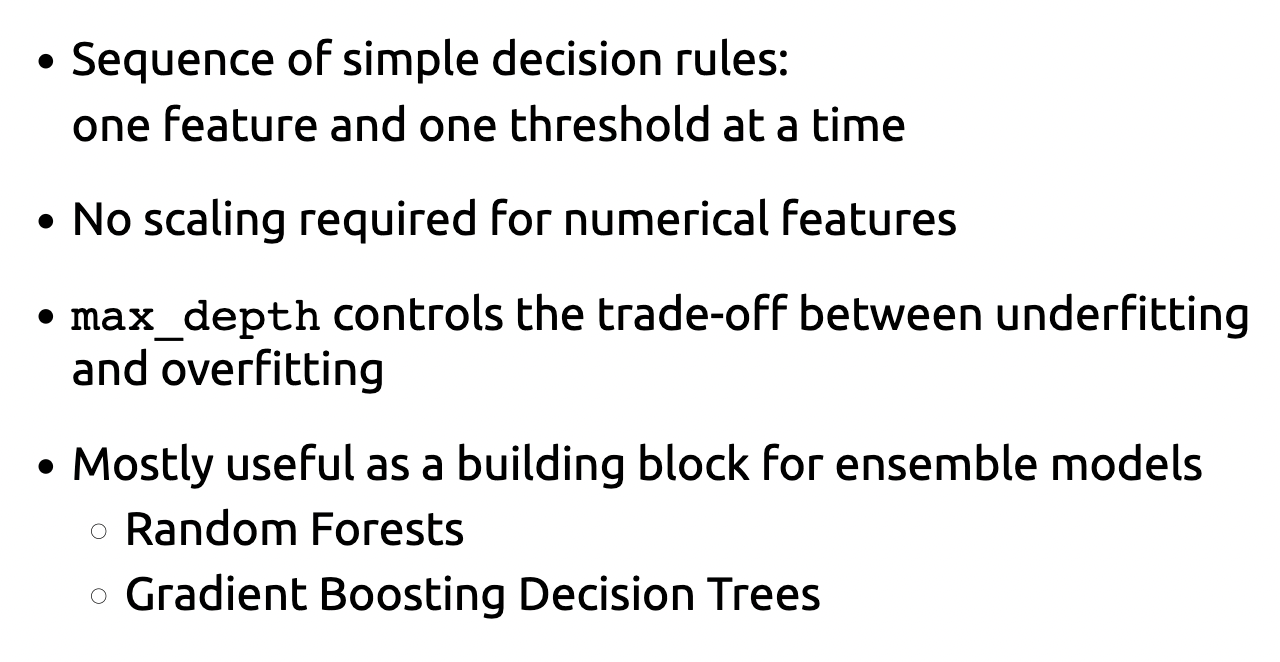 • Sequence of simple decision rules:
one feature and one threshold at a time
• No scaling required for numerical features
• max_depth controls the trade-off between underfitting
and overfitting
• Mostly useful as a building block for ensemble models
○ Random Forests
○ Gradient Boosting Decision Trees